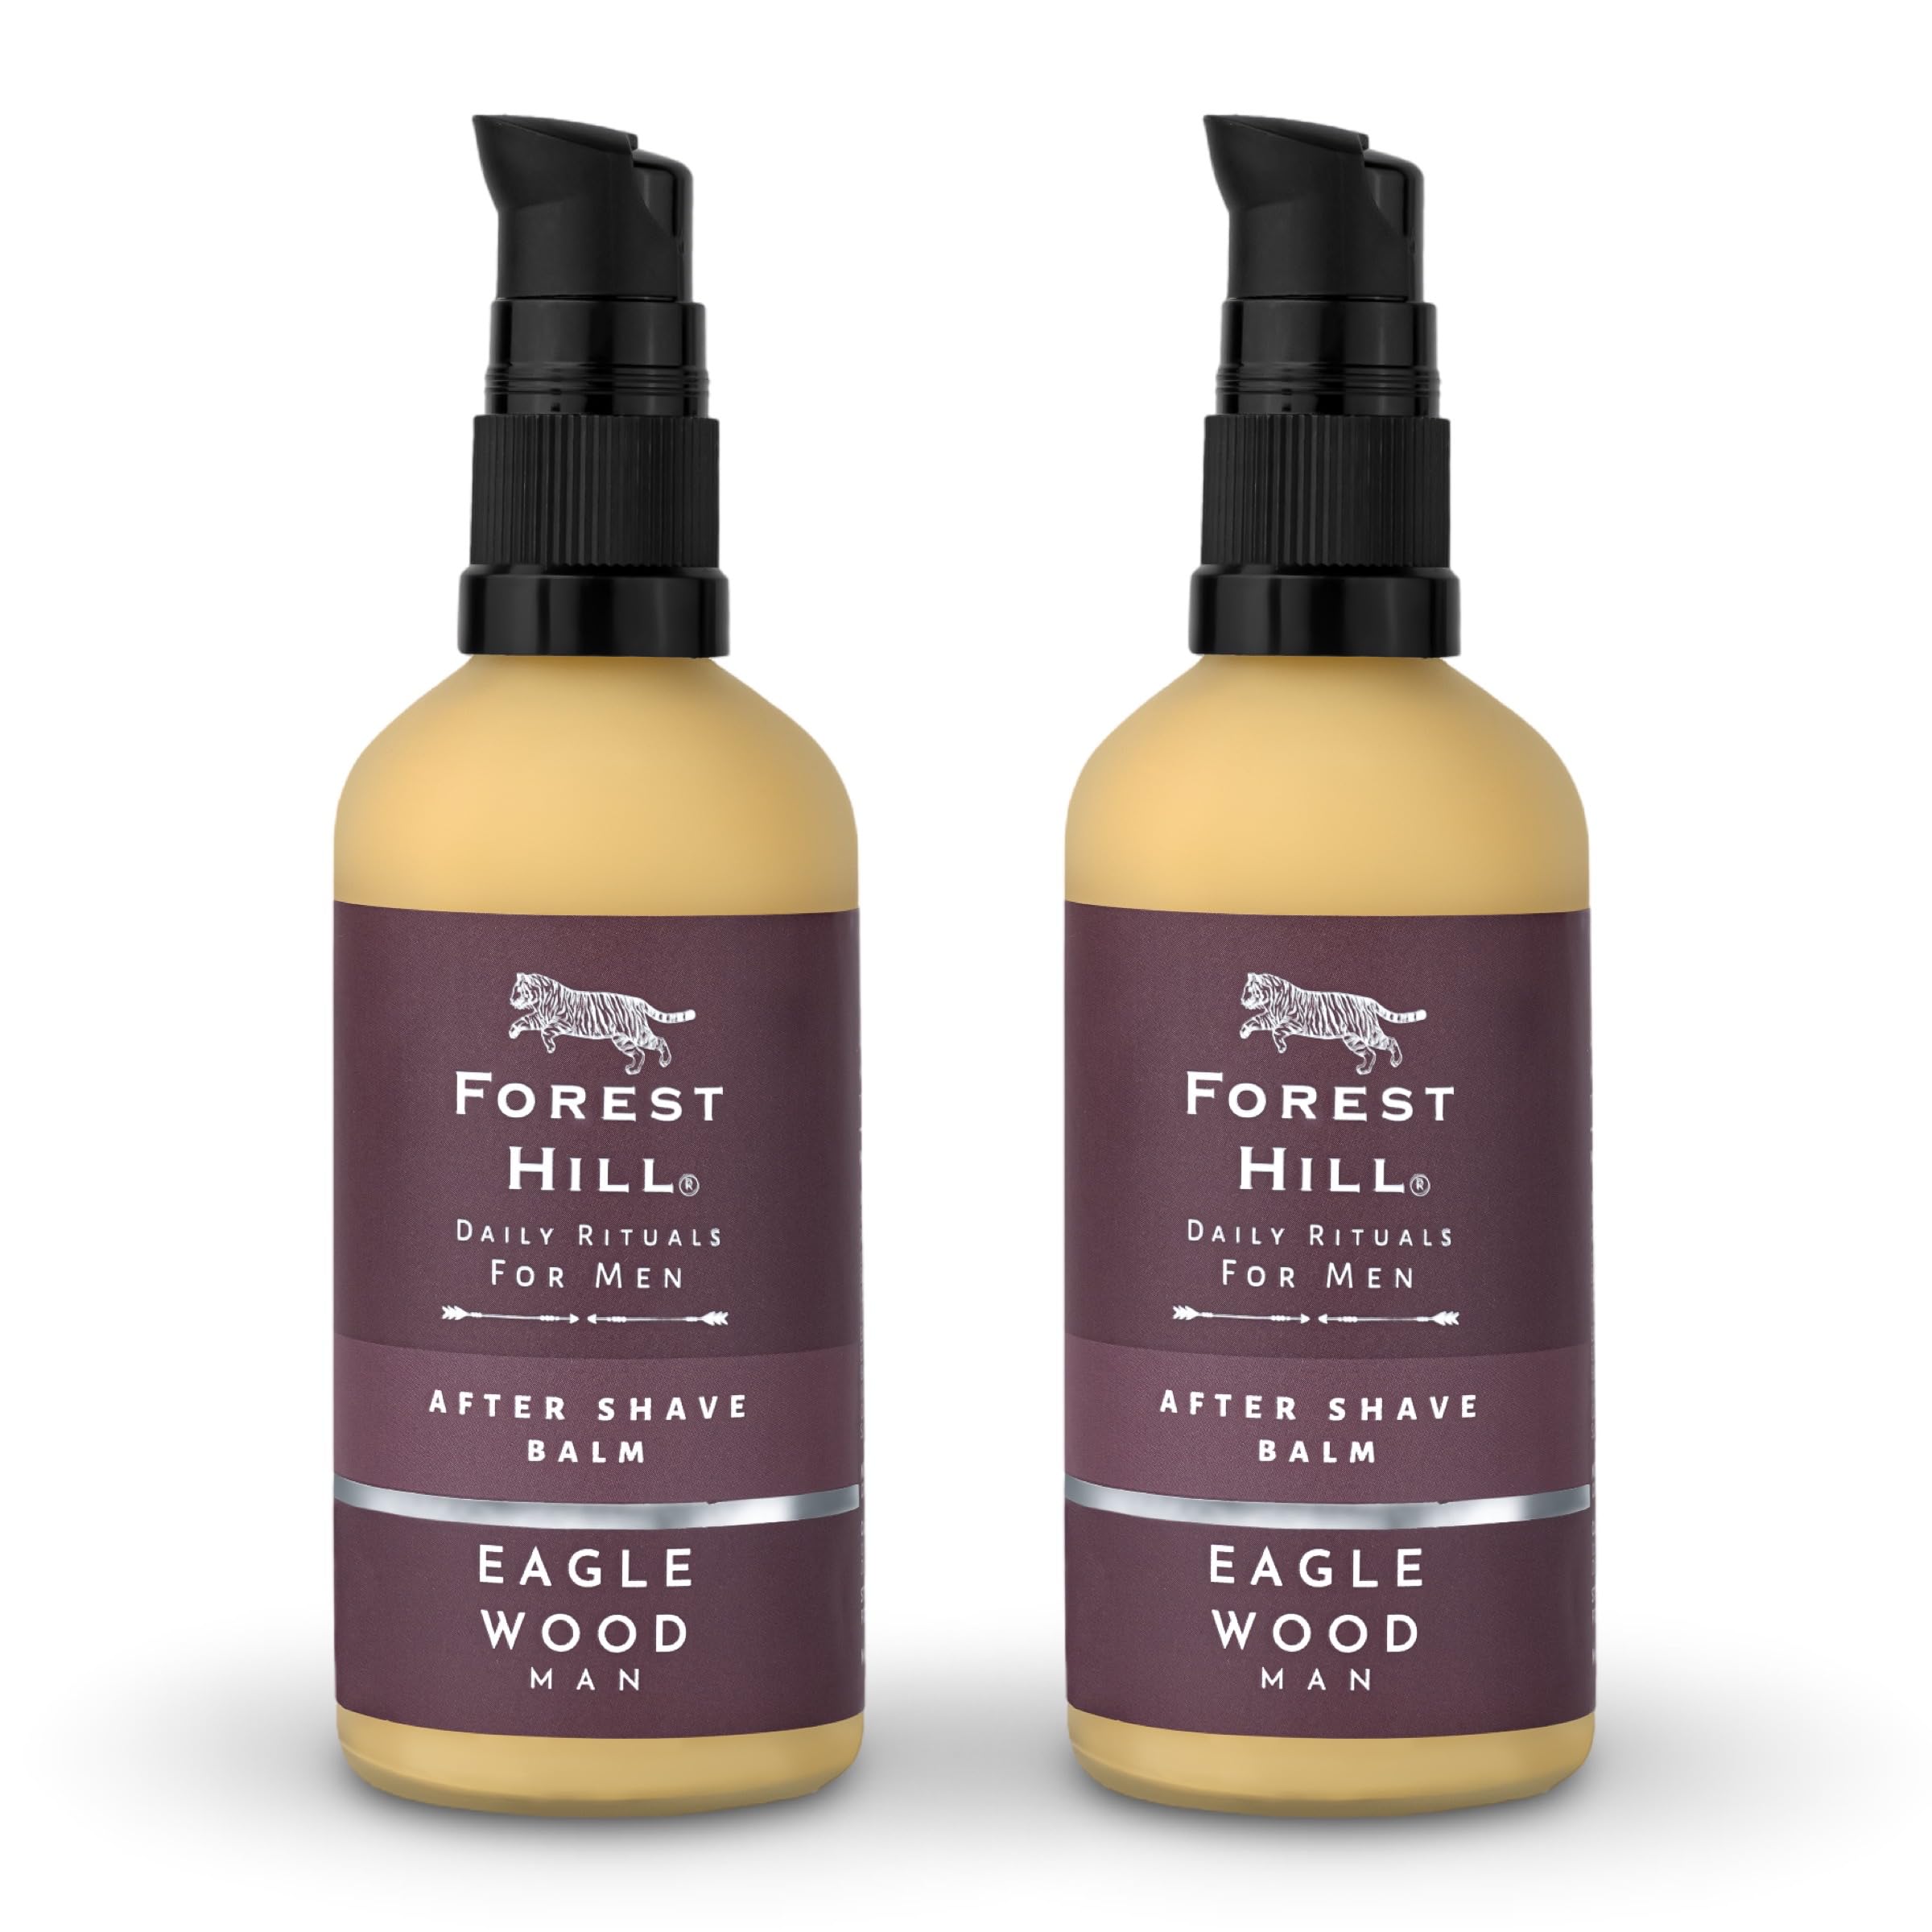 FOREST
HILL®
DAILY RITUALS
FOR MEN
AFTER SHAVE
BALM
EAGLE
WOOD
MAN
FOREST
HILL®
DAILY RITUALS
FOR MEN
AFTER SHAVE
BALM
EAGLE
WOOD
MAN